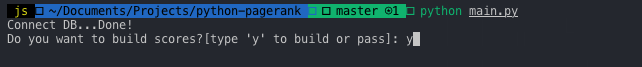 js ~/Documents/Projects/python-pagerank master ⊙1 python main.py
Connect DB...Done!
Do you want to build scores?[type 'y' to build or pass]: y